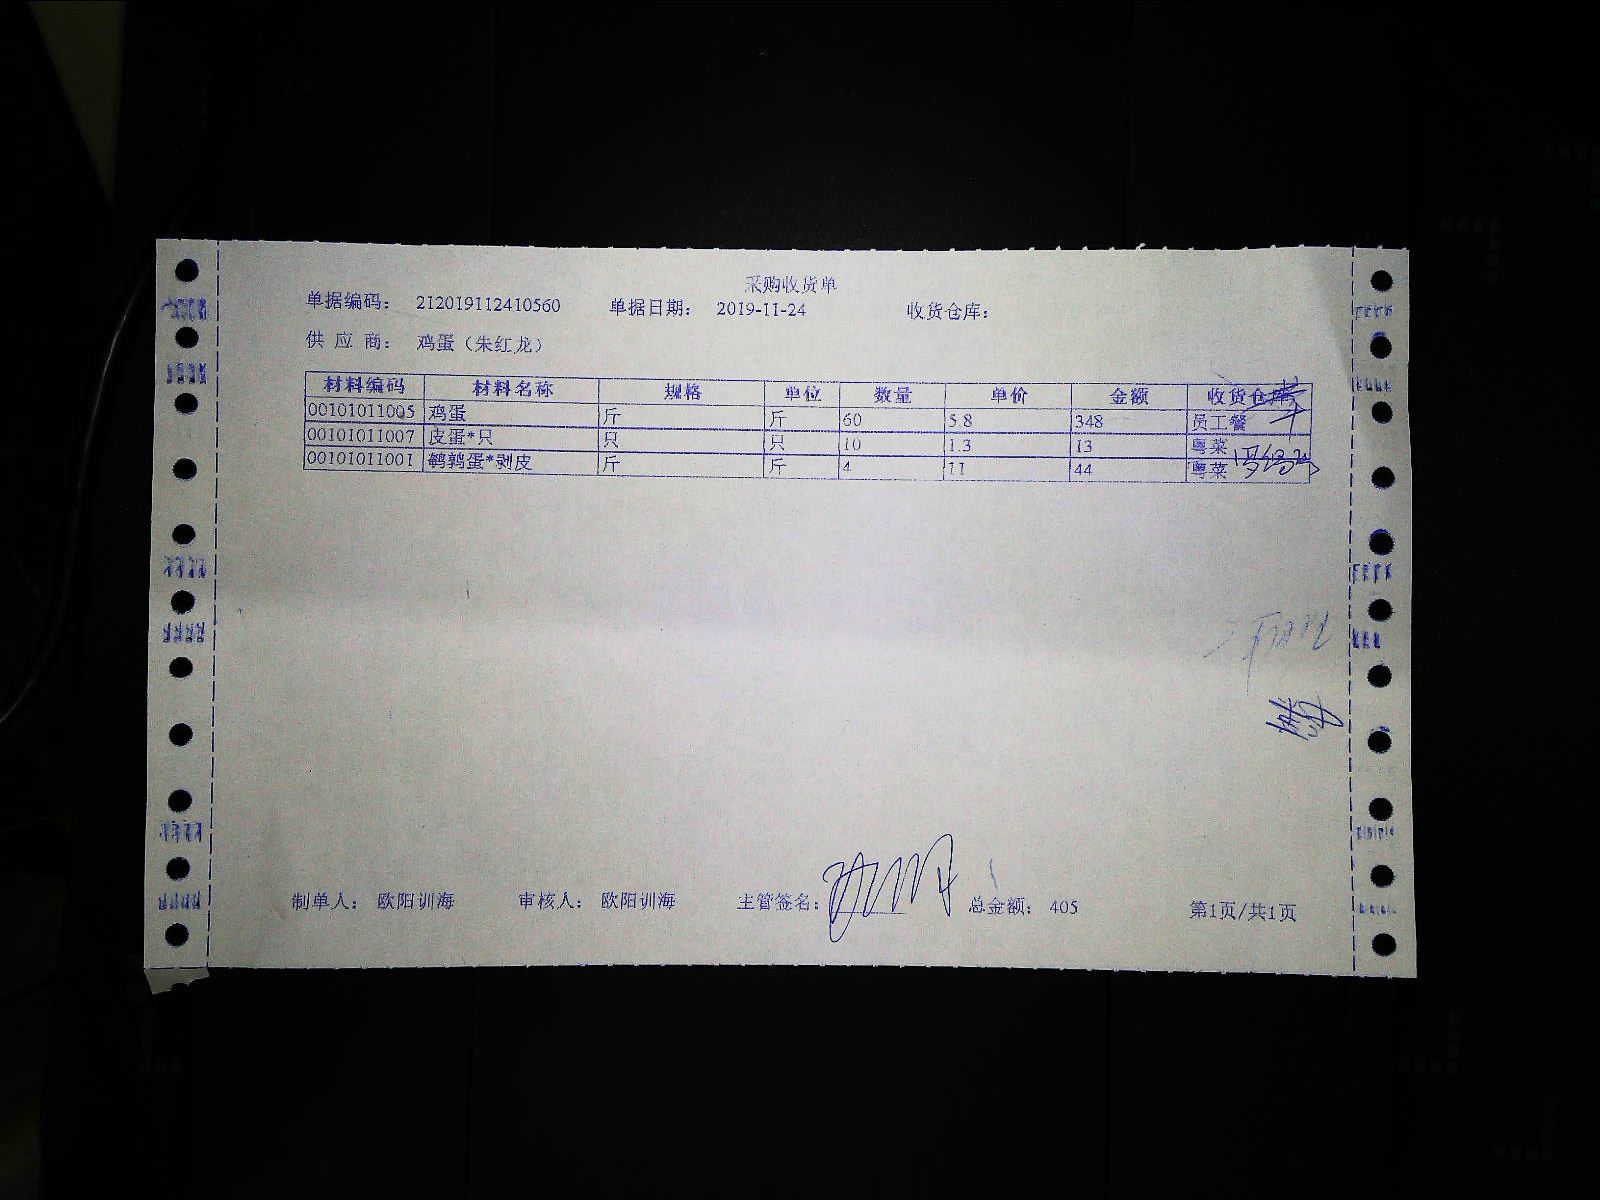 采购收货单
单据编码： 212019112410560 单据日期： 2019-11-24 收货仓库：
供 应 商： 鸡蛋（朱红龙）
材料编码 材料名称 规格 单位 数量 单价 金额 收货仓库
00101011005 鸡蛋 斤 斤 60 5.8 348 员工餐
00101011007 皮蛋*只 只 只 10 1.3 13 粤菜
00101011001 鹌鹑蛋*剥皮 斤 斤 4 11 44 粤菜
制单人： 欧阳训海 审核人： 欧阳训海 主管签名： 总金额： 405 第1页/共1页